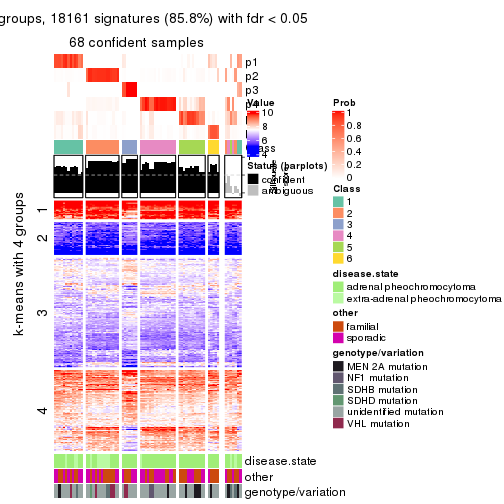 groups, 18161 signatures (85.8%) with fdr < 0.05
68 confident samples
p1
p2
p3
p4
Value
10
8
6
4
Status (barplots)
confident
ambiguous
1
2
3
4
k-means with 4 groups
Prob
1
0.8
0.6
0.4
0.2
0
Class
1
2
3
4
5
6
disease.state
adrenal pheochromocytoma
extra-adrenal pheochromocytoma
other
familial
sporadic
genotype/variation
MEN 2A mutation
NF1 mutation
SDHB mutation
SDHD mutation
unidentified mutation
VHL mutation
disease.state
other
genotype/variation